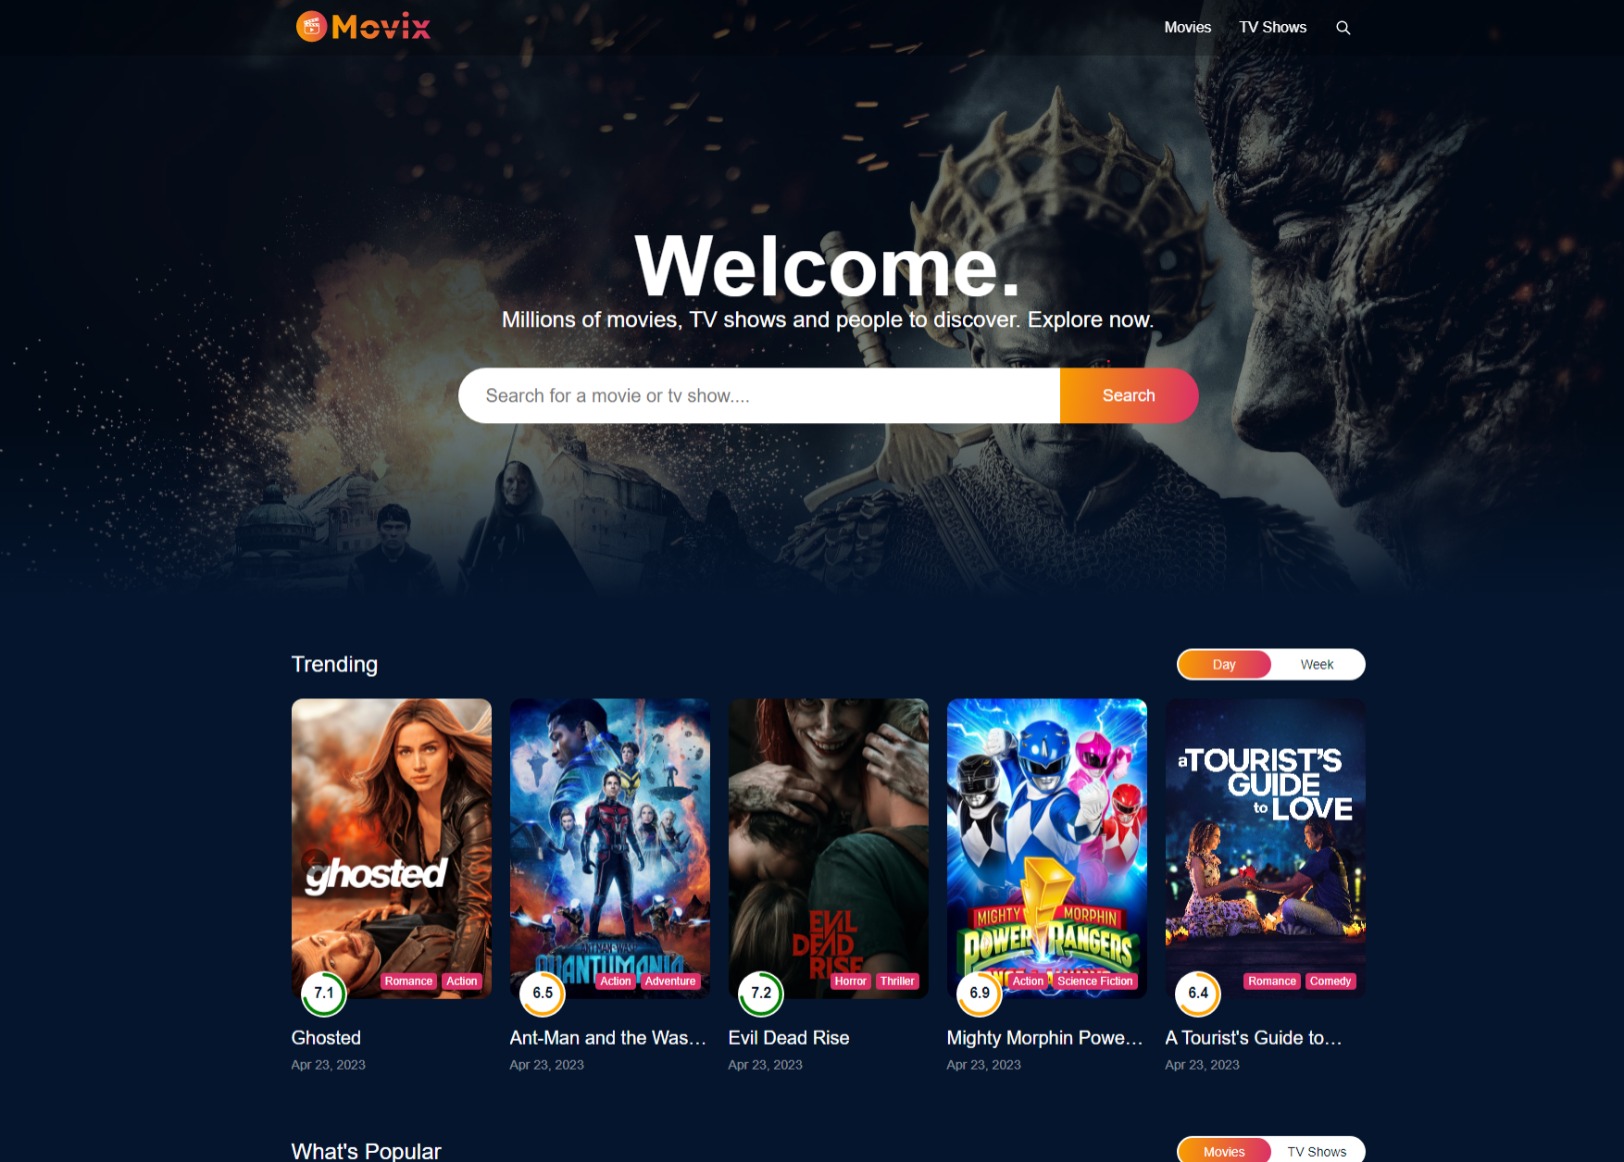 Movix
Movies
TV Shows
Welcome.
Millions of movies, TV shows and people to discover. Explore now.
Search for a movie or tv show....
Search
Trending
Day
Week
ghosted
Romance
Action
7.1
Ghosted
Apr 23, 2023
ANT-MAN AND THE WASP
QUANTUMANIA
Action
Adventure
6.5
Ant-Man and the Was...
Apr 23, 2023
EVIL
DEAD
RISE
Horror
Thriller
7.2
Evil Dead Rise
Apr 23, 2023
MIGHTY MORPHIN
POWER RANGERS
Action
Science Fiction
6.9
Mighty Morphin Powe...
Apr 23, 2023
a TOURIST'S
GUIDE
to LOVE
Romance
Comedy
6.4
A Tourist's Guide to...
Apr 23, 2023
What's Popular
Movies
TV Shows